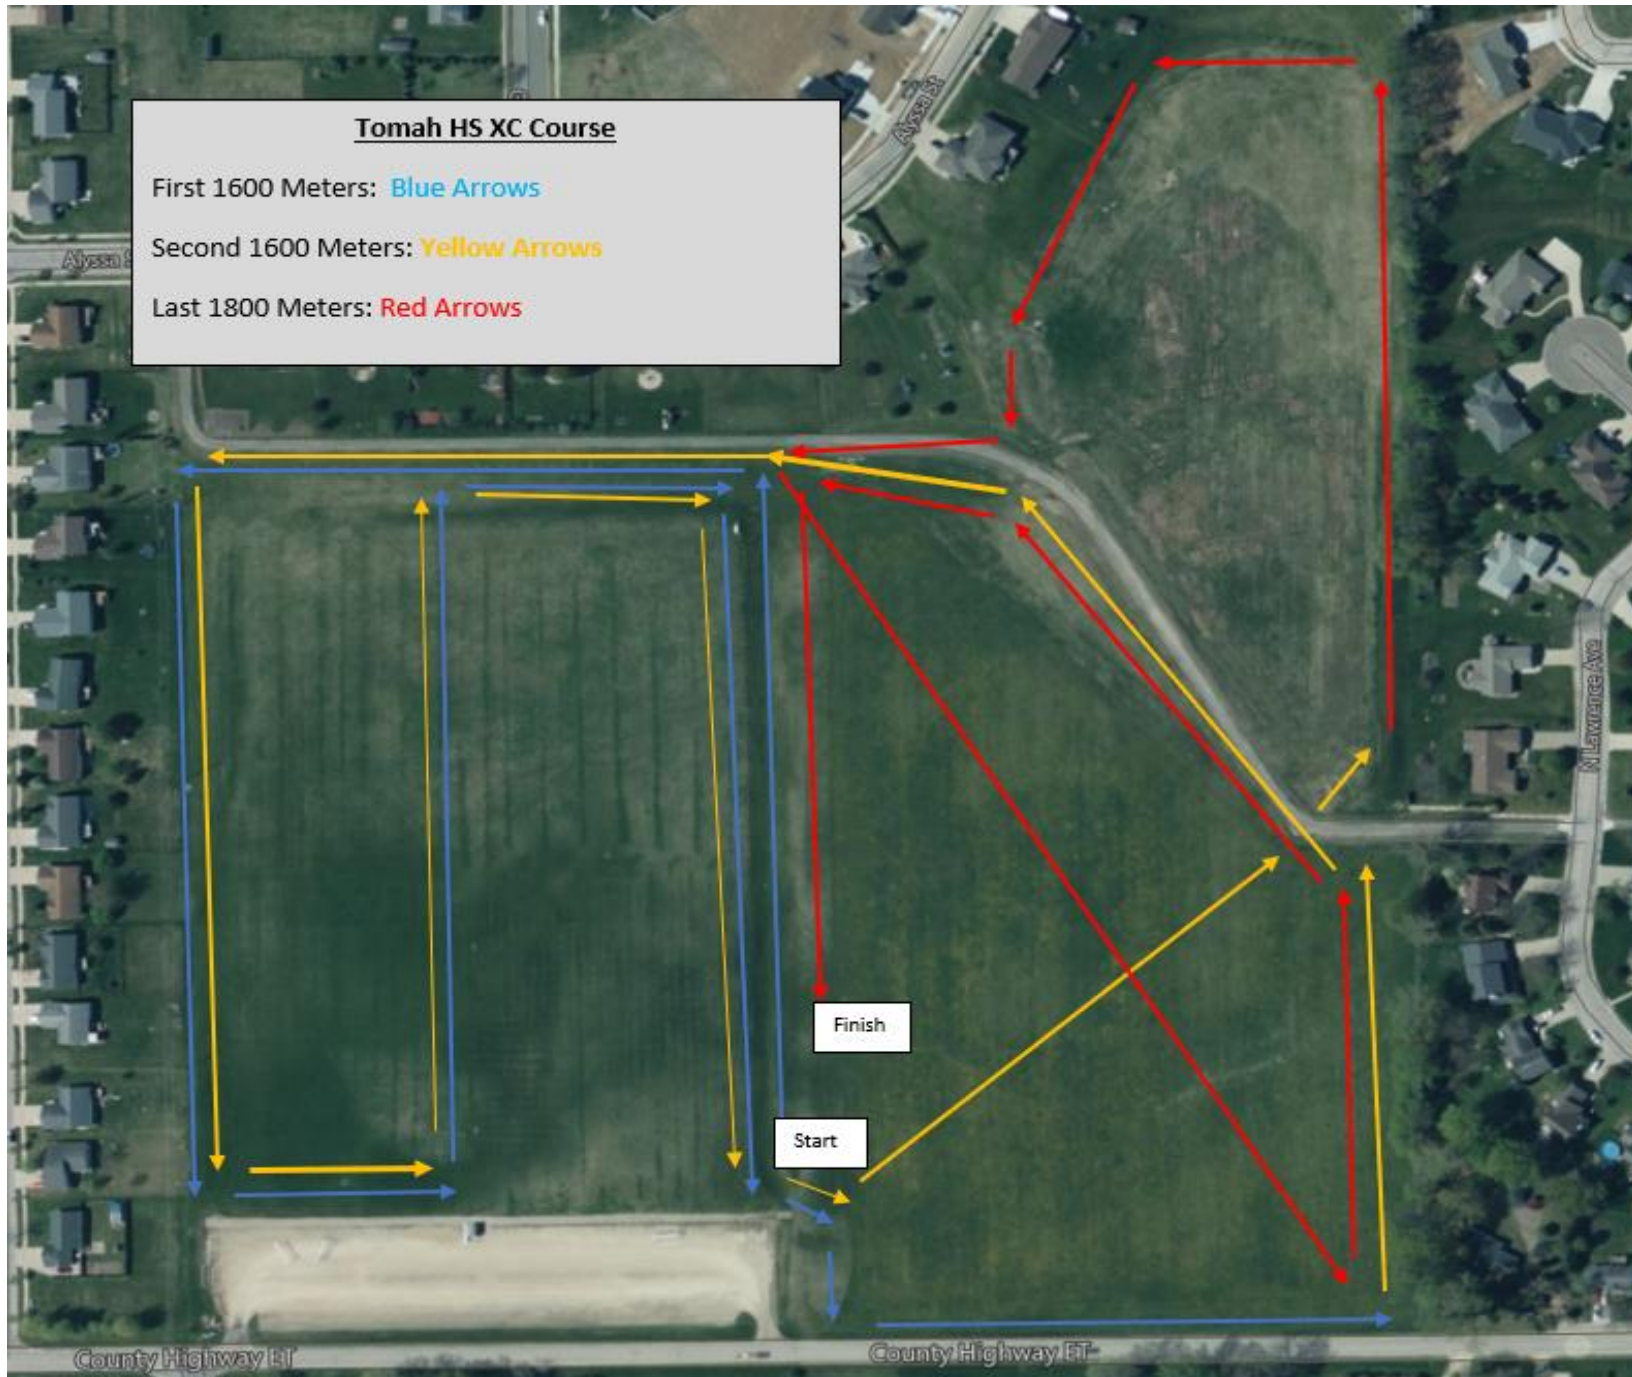 Tomah HS XC Course
First 1600 Meters: Blue Arrows
Second 1600 Meters: Yellow Arrows
Last 1800 Meters: Red Arrows
Alyssa St
Alyssa
N Lawrence Ave
Finish
Start
County Highway ET
County Highway ET